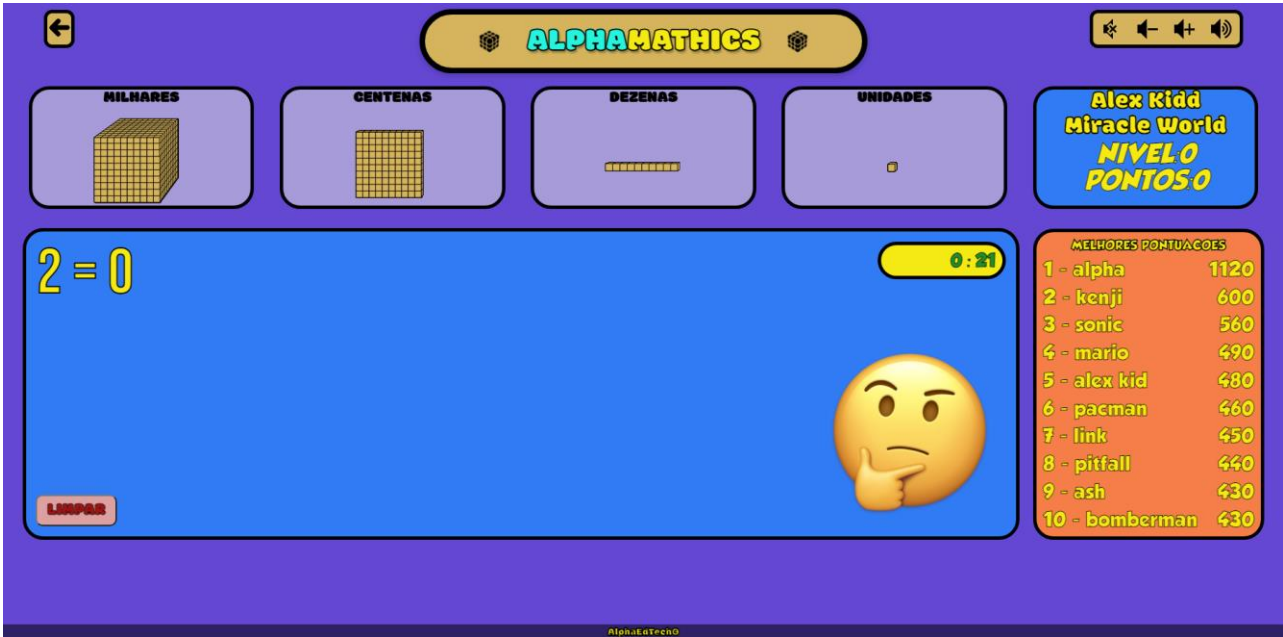 ALPHAMATHICS
MILHARES
CENTENAS
DEZENAS
UNIDADES
Alex Kidd
Miracle World
NIVEL:0
PONTOS:0
2 = 0
0:21
LIMPAR
MELHORES PONTUACOES
1 - alpha 1120
2 - kenji 600
3 - sonic 560
4 - mario 490
5 - alex kid 480
6 - pacman 460
7 - link 450
8 - pitfall 440
9 - ash 430
10 - bomberman 430
AlphaEdTech©